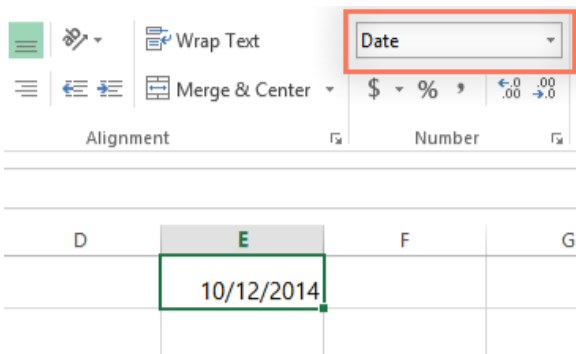 Wrap Text
Date
Merge & Center
$ % ,
←.0 .00
.00 →.0
Alignment
Number
D E F G
10/12/2014